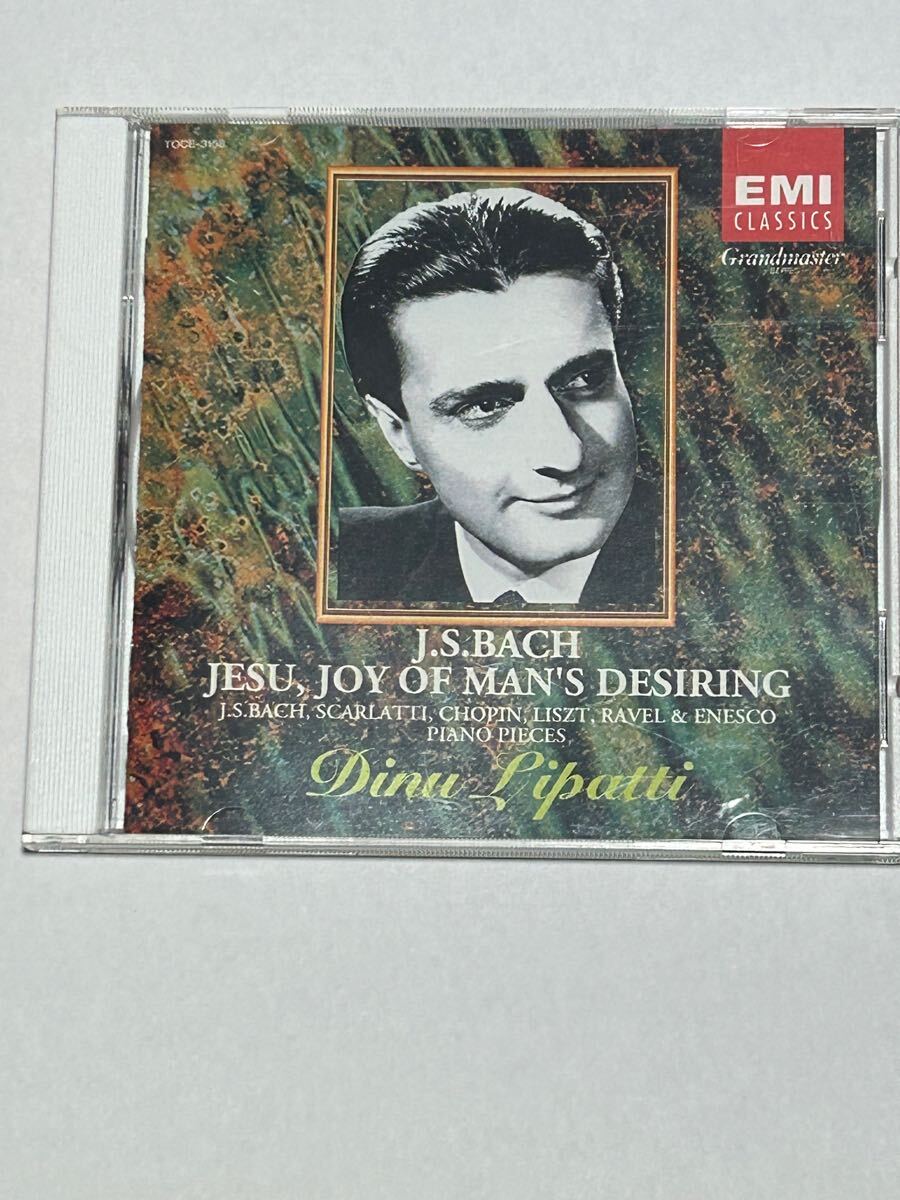 EMI
CLASSICS
Grandmaster
J.S.BACH
JESU, JOY OF MAN'S DESIRING
J.S.BACH, SCARLATTI, CHOPIN, LISZT, RAVEL & ENESCO
PIANO PIECES
Dinu Lipatti